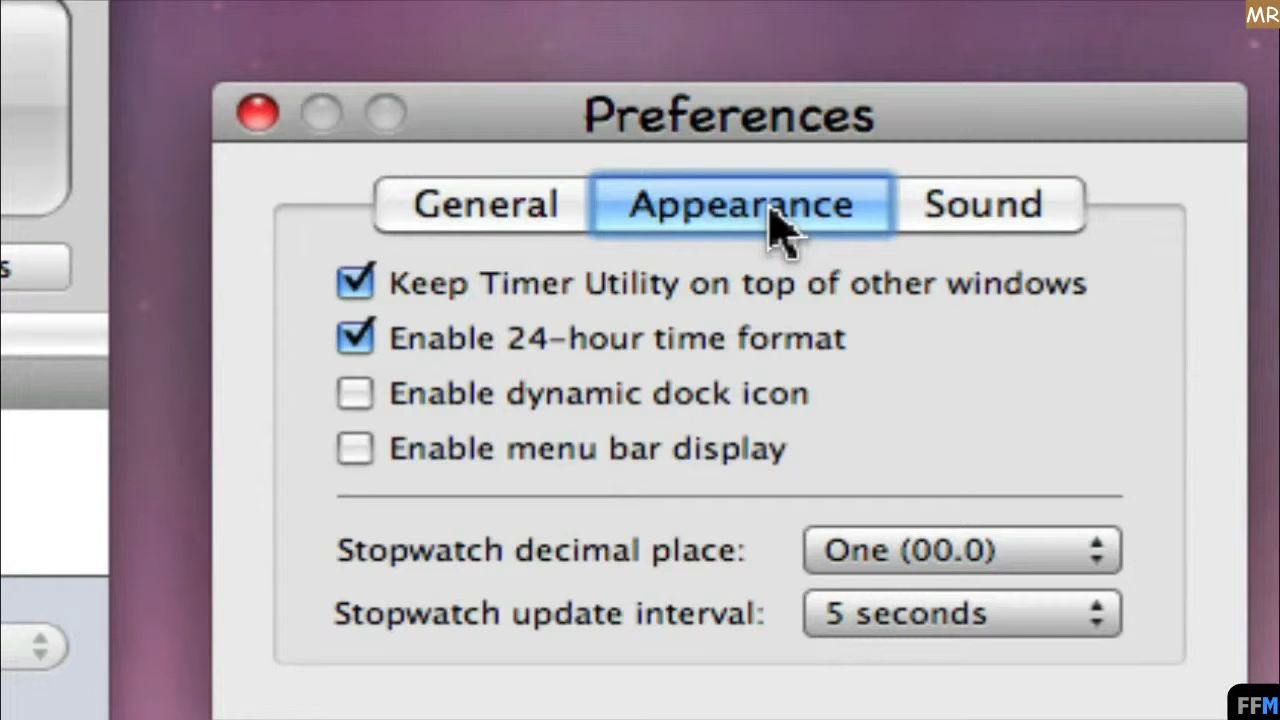 MR
Preferences
General Appearance Sound
s
Keep Timer Utility on top of other windows
Enable 24-hour time format
Enable dynamic dock icon
Enable menu bar display
Stopwatch decimal place: One (00.0)
Stopwatch update interval: 5 seconds
FFM